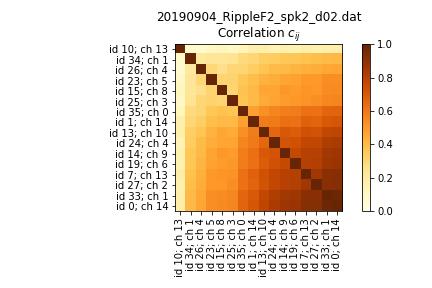 20190904_RippleF2_spk2_d02.dat
Correlation c_ij
id 10; ch 13
id 34; ch 1
id 26; ch 4
id 23; ch 5
id 15; ch 8
id 25; ch 3
id 35; ch 0
id 1; ch 14
id 13; ch 10
id 24; ch 4
id 14; ch 9
id 19; ch 6
id 7; ch 13
id 27; ch 2
id 33; ch 1
id 0; ch 14
1.0
0.8
0.6
0.4
0.2
0.0
id 10; ch 13
id 34; ch 1
id 26; ch 4
id 23; ch 5
id 15; ch 8
id 25; ch 3
id 35; ch 0
id 1; ch 14
id 13; ch 10
id 24; ch 4
id 14; ch 9
id 19; ch 6
id 7; ch 13
id 27; ch 2
id 33; ch 1
id 0; ch 14